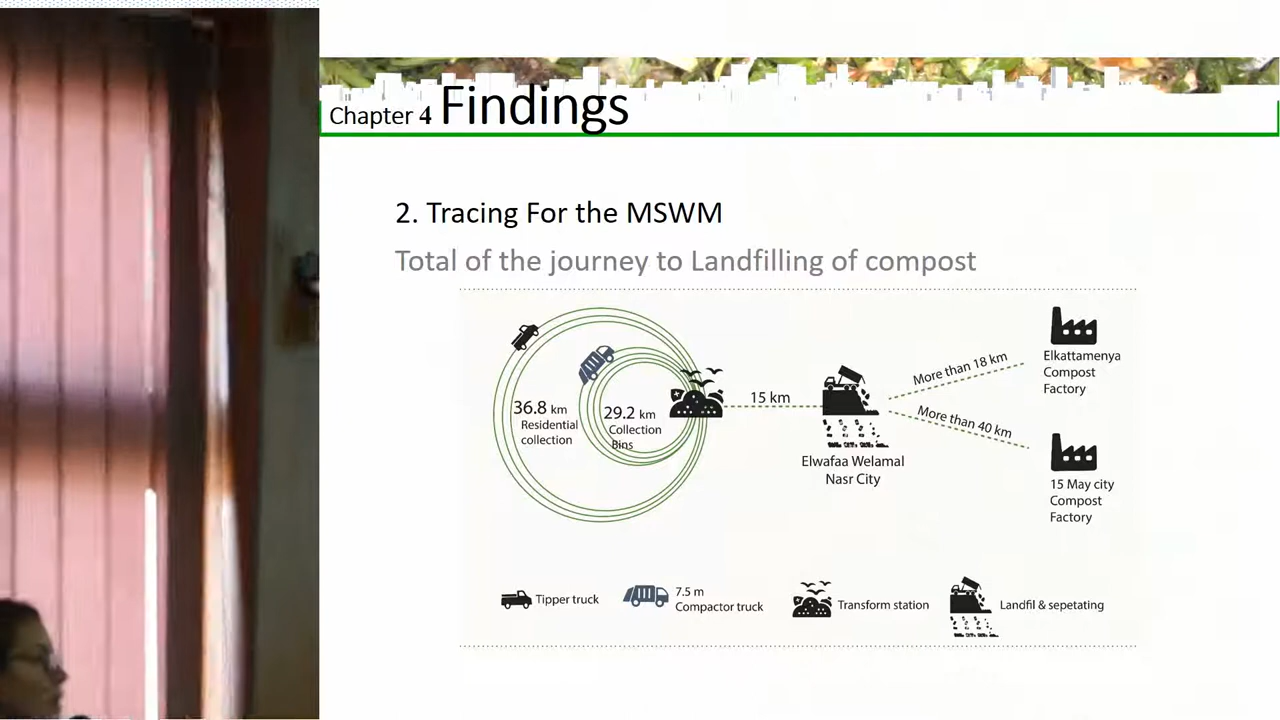 Chapter 4 Findings
2. Tracing For the MSWM
Total of the journey to Landfilling of compost
36.8 km
Residential
collection
29.2 km
Collection
Bins
15 km
Elwafaa Welamal
Nasr City
More than 18 km
More than 40 km
Elkattamenya
Compost
Factory
15 May city
Compost
Factory
Tipper truck
7.5 m
Compactor truck
Transform station
Landfil & sepetating